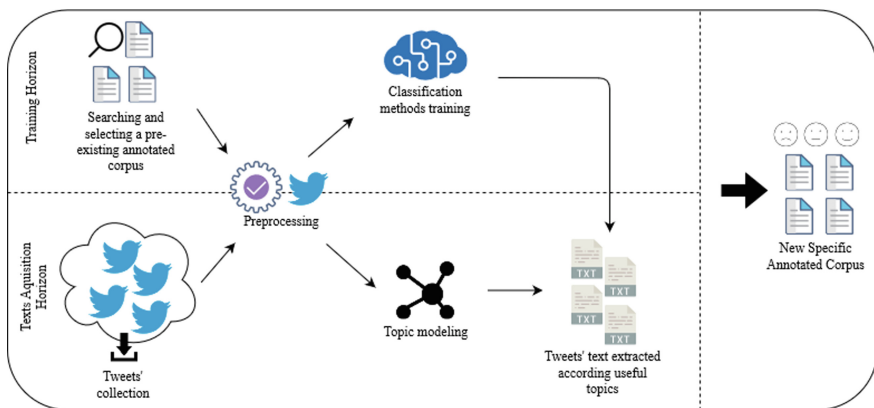 Training Horizon
Searching and
selecting a pre-
existing annotated
corpus
Classification
methods training
Preprocessing
Texts Aquisition
Horizon
Tweets'
collection
Topic modeling
TXT
TXT
TXT
TXT
Tweets' text extracted
according useful
topics
New Specific
Annotated Corpus